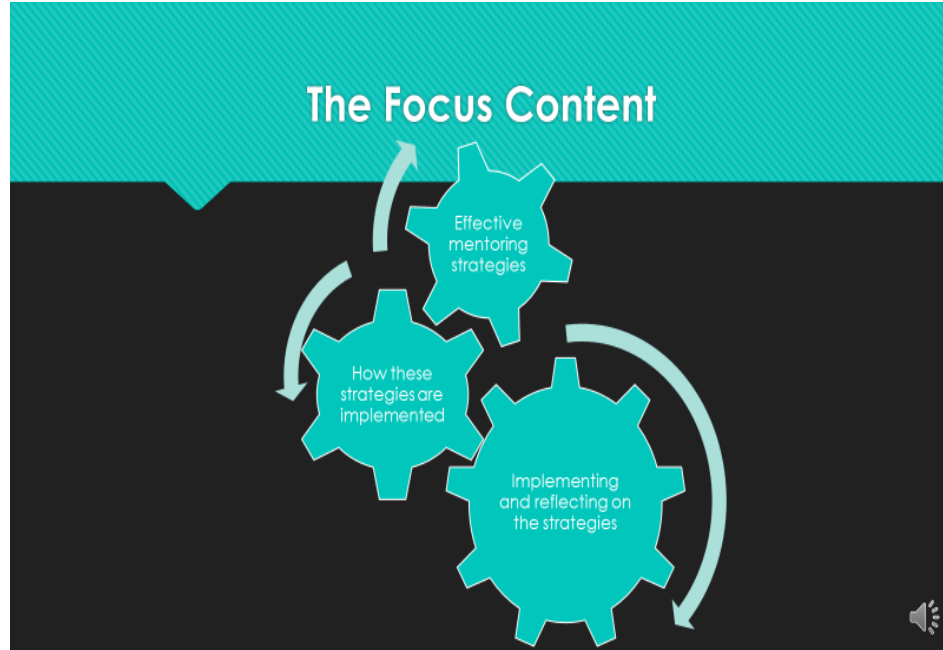 The Focus Content
Effective
mentoring
strategies
How these
strategies are
implemented
Implementing
and reflecting on
the strategies